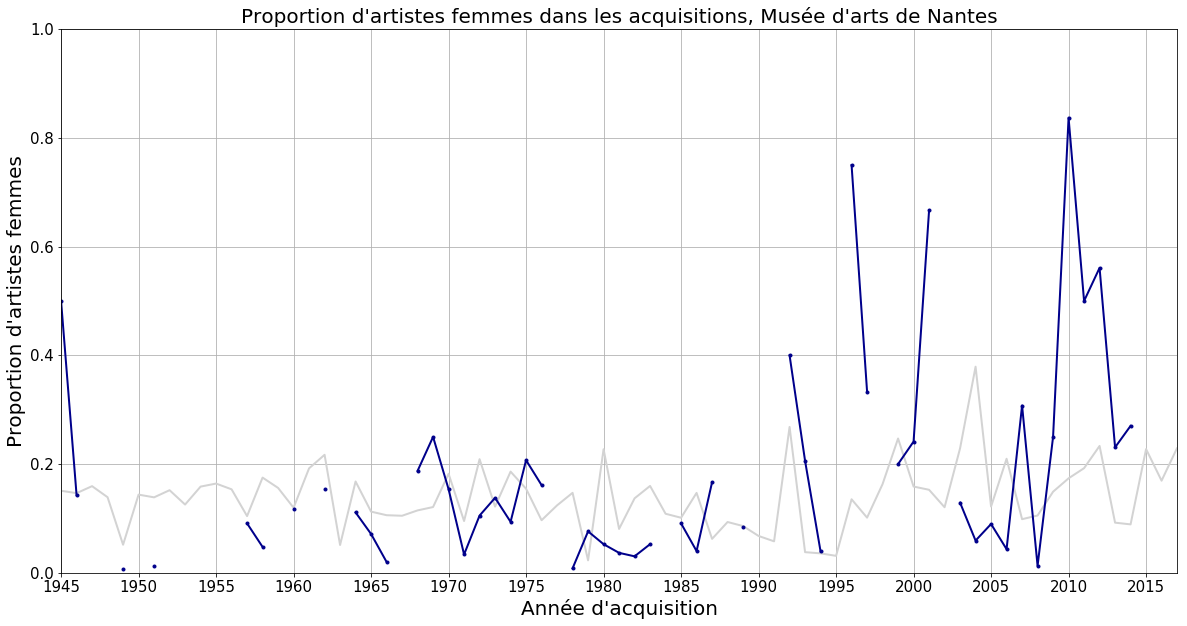 Proportion d'artistes femmes dans les acquisitions, Musée d'arts de Nantes
Proportion d'artistes femmes
1.0
0.8
0.6
0.4
0.2
0.0
1945 1950 1955 1960 1965 1970 1975 1980 1985 1990 1995 2000 2005 2010 2015
Année d'acquisition